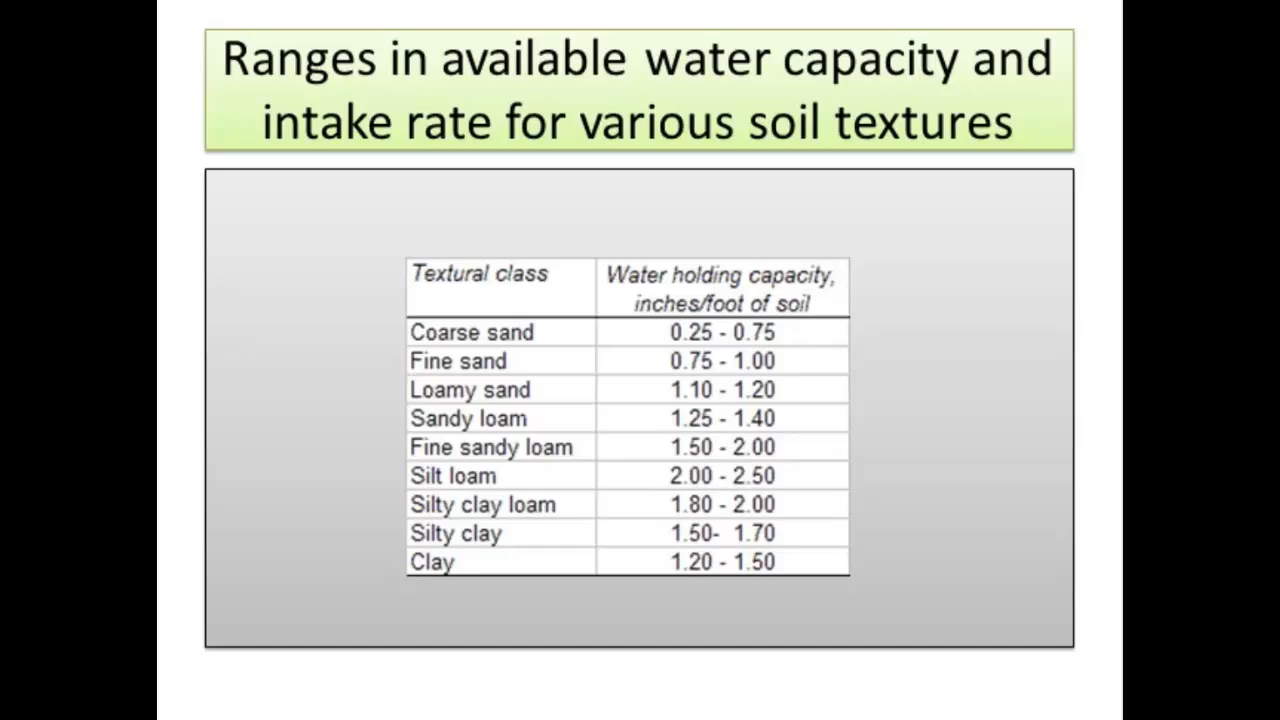 Ranges in available water capacity and
intake rate for various soil textures
Textural class Water holding capacity,
inches/foot of soil
Coarse sand 0.25 - 0.75
Fine sand 0.75 - 1.00
Loamy sand 1.10 - 1.20
Sandy loam 1.25 - 1.40
Fine sandy loam 1.50 - 2.00
Silt loam 2.00 - 2.50
Silty clay loam 1.80 - 2.00
Silty clay 1.50- 1.70
Clay 1.20 - 1.50